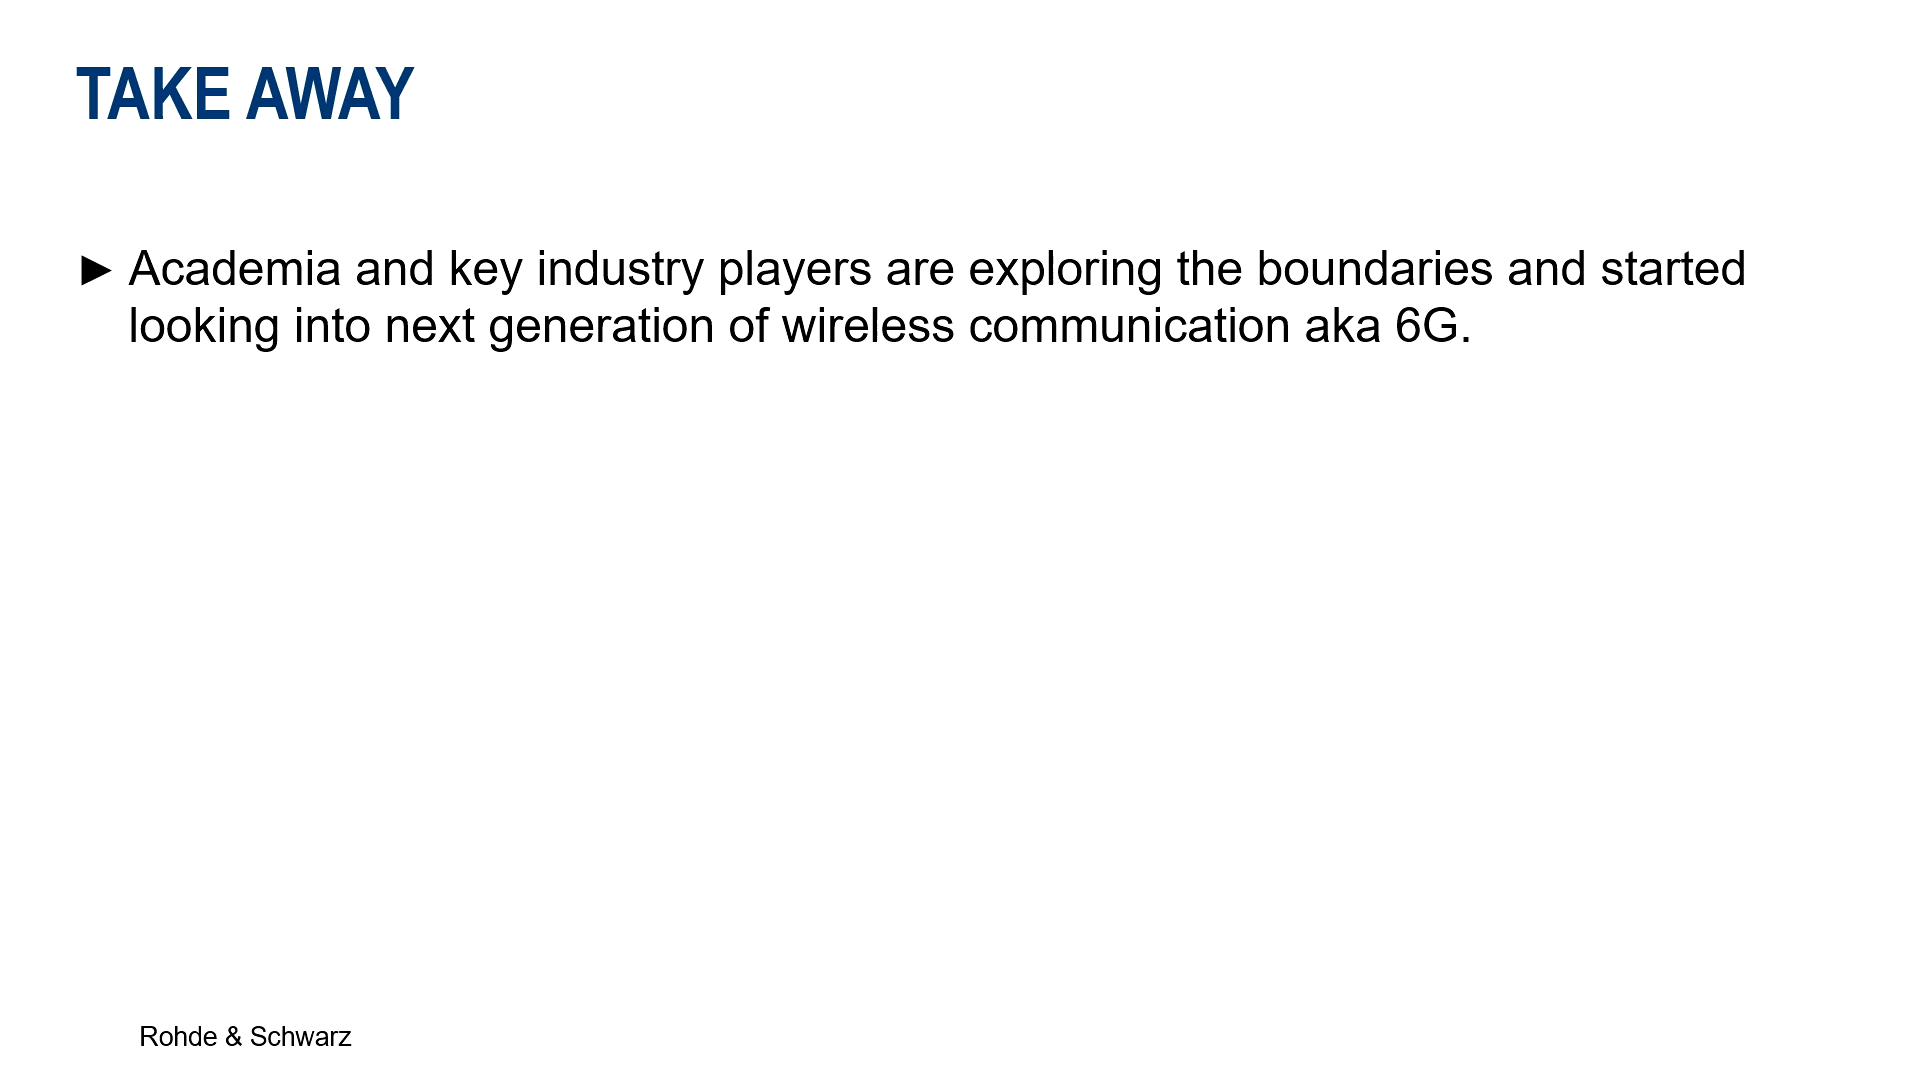 TAKE AWAY
► Academia and key industry players are exploring the boundaries and started
looking into next generation of wireless communication aka 6G.
Rohde & Schwarz